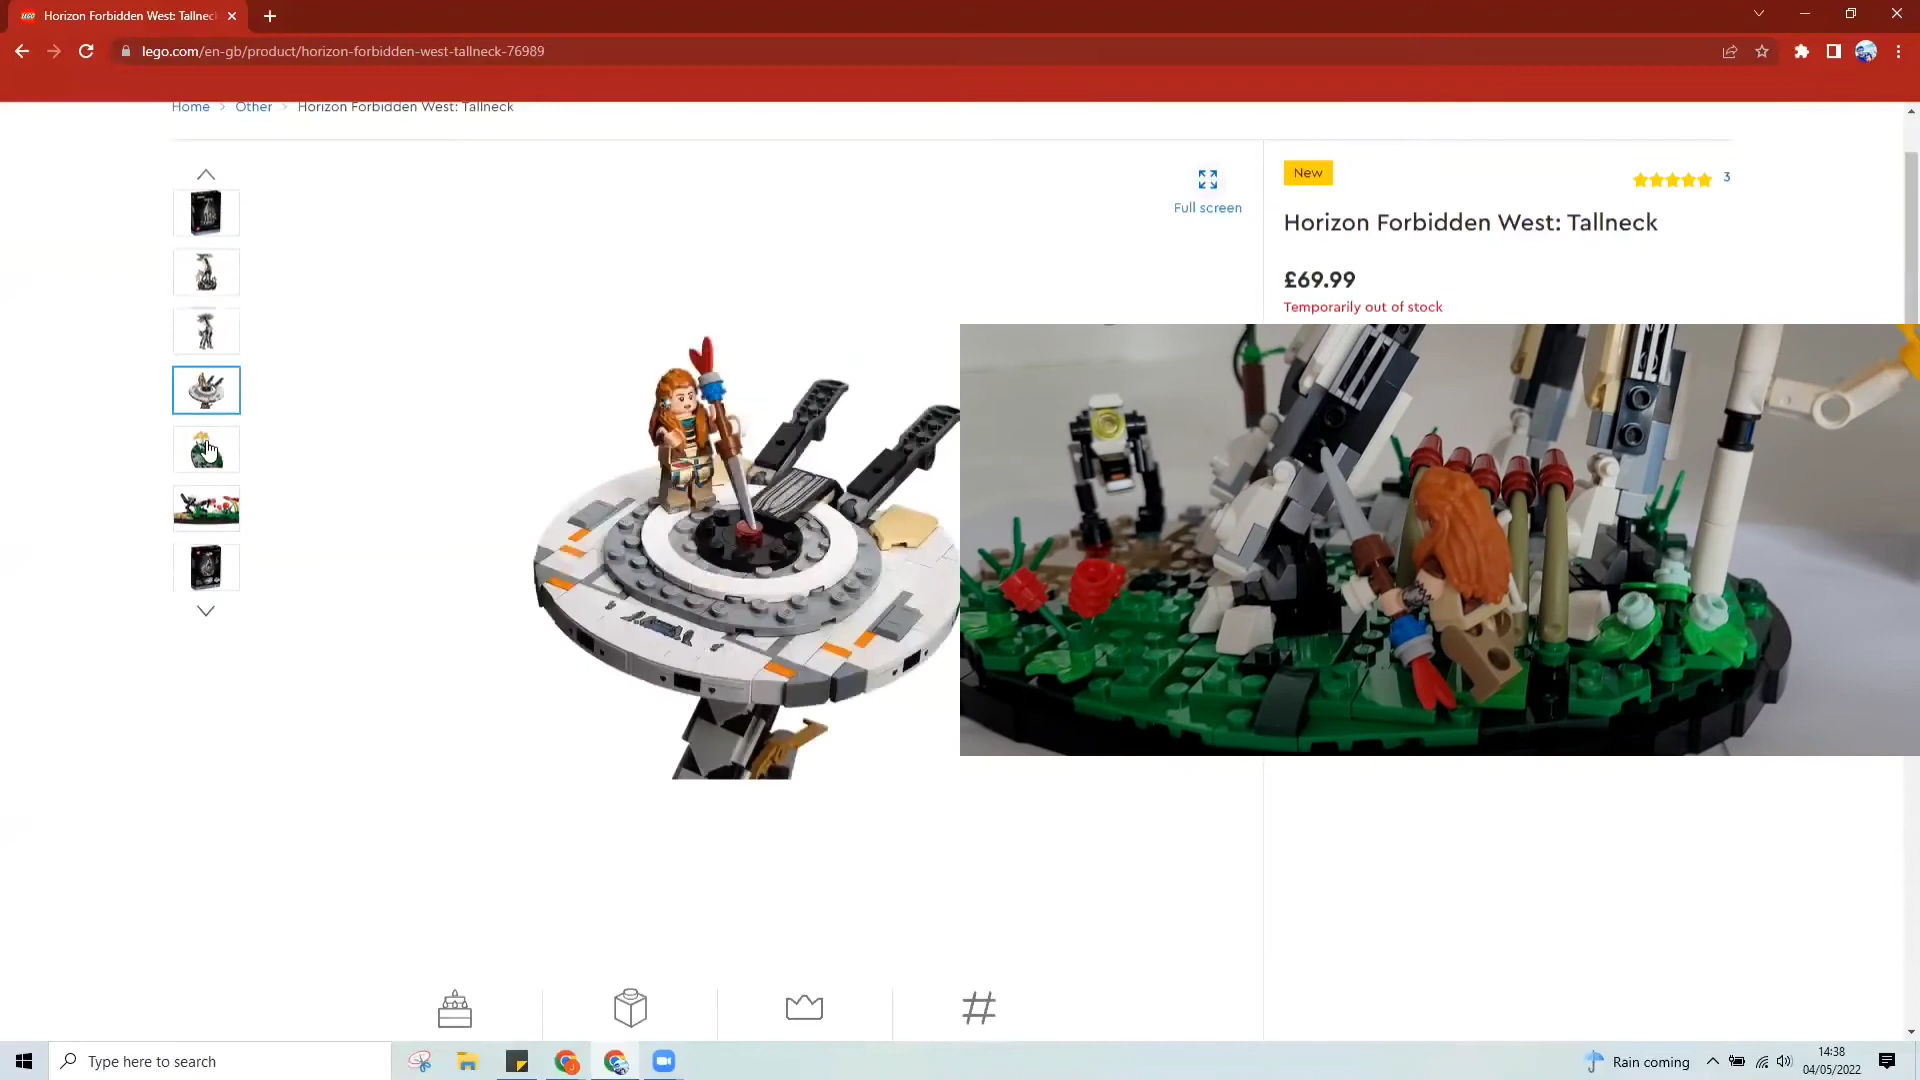 Horizon Forbidden West: Tallnec
lego.com/en-gb/product/horizon-forbidden-west-tallneck-76989
Home > Other > Horizon Forbidden West: Tallneck
Full screen
New
3
Horizon Forbidden West: Tallneck
£69.99
Temporarily out of stock
Type here to search
Rain coming
14:38
04/05/2022